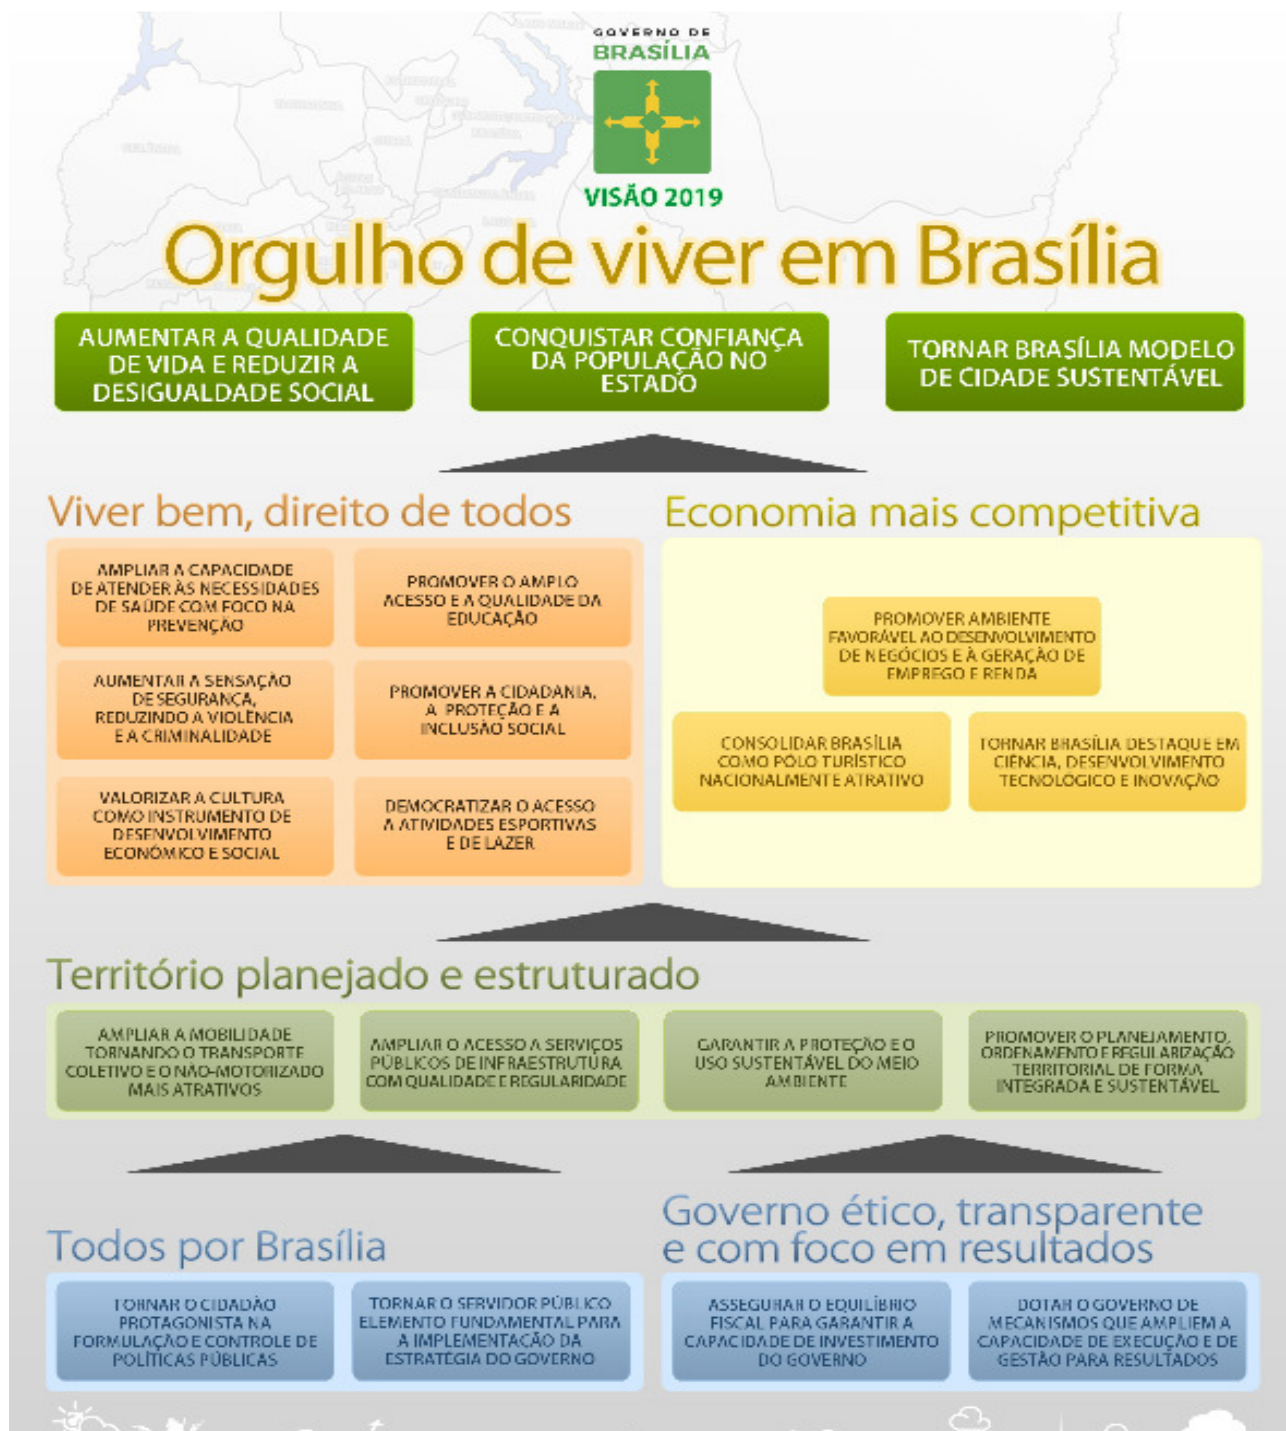 GOVERNO DE
BRASÍLIA
VISÃO 2019
Orgulho de viver em Brasília
AUMENTAR A QUALIDADE
DE VIDA E REDUZIR A
DESIGUALDADE SOCIAL
CONQUISTAR CONFIANÇA
DA POPULAÇÃO NO
ESTADO
TORNAR BRASÍLIA MODELO
DE CIDADE SUSTENTÁVEL
Viver bem, direito de todos
AMPLIAR A CAPACIDADE
DE ATENDER ÀS NECESSIDADES
DE SAÚDE COM FOCO NA
PREVENÇÃO
PROMOVER O AMPLO
ACESSO E A QUALIDADE DA
EDUCAÇÃO
AUMENTAR A SENSAÇÃO
DE SEGURANÇA,
REDUZINDO A VIOLÊNCIA
E A CRIMINALIDADE
PROMOVER A CIDADANIA,
A PROTEÇÃO E A
INCLUSÃO SOCIAL
VALORIZAR A CULTURA
COMO INSTRUMENTO DE
DESENVOLVIMENTO
ECONÔMICO E SOCIAL
DEMOCRATIZAR O ACESSO
A ATIVIDADES ESPORTIVAS
E DE LAZER
Economia mais competitiva
PROMOVER AMBIENTE
FAVORÁVEL AO DESENVOLVIMENTO
DE NEGÓCIOS E À GERAÇÃO DE
EMPREGO E RENDA
CONSOLIDAR BRASÍLIA
COMO PÓLO TURÍSTICO
NACIONALMENTE ATRATIVO
TORNAR BRASÍLIA DESTAQUE EM
CIÊNCIA, DESENVOLVIMENTO
TECNOLÓGICO E INOVAÇÃO
Território planejado e estruturado
AMPLIAR A MOBILIDADE
TORNANDO O TRANSPORTE
COLETIVO E O NÃO-MOTORIZADO
MAIS ATRATIVOS
AMPLIAR O ACESSO A SERVIÇOS
PÚBLICOS DE INFRAESTRUTURA
COM QUALIDADE E REGULARIDADE
GARANTIR A PROTEÇÃO E O
USO SUSTENTÁVEL DO MEIO
AMBIENTE
PROMOVER O PLANEJAMENTO,
ORDENAMENTO E REGULARIZAÇÃO
TERRITORIAL DE FORMA
INTEGRADA E SUSTENTÁVEL
Todos por Brasília
TORNAR O CIDADÃO
PROTAGONISTA NA
FORMULAÇÃO E CONTROLE DE
POLÍTICAS PÚBLICAS
TORNAR O SERVIDOR PÚBLICO
ELEMENTO FUNDAMENTAL PARA
A IMPLEMENTAÇÃO DA
ESTRATÉGIA DO GOVERNO
Governo ético, transparente
e com foco em resultados
ASSEGURAR O EQUILÍBRIO
FISCAL PARA GARANTIR A
CAPACIDADE DE INVESTIMENTO
DO GOVERNO
DOTAR O GOVERNO DE
MECANISMOS QUE AMPLIEM A
CAPACIDADE DE EXECUÇÃO E DE
GESTÃO PARA RESULTADOS